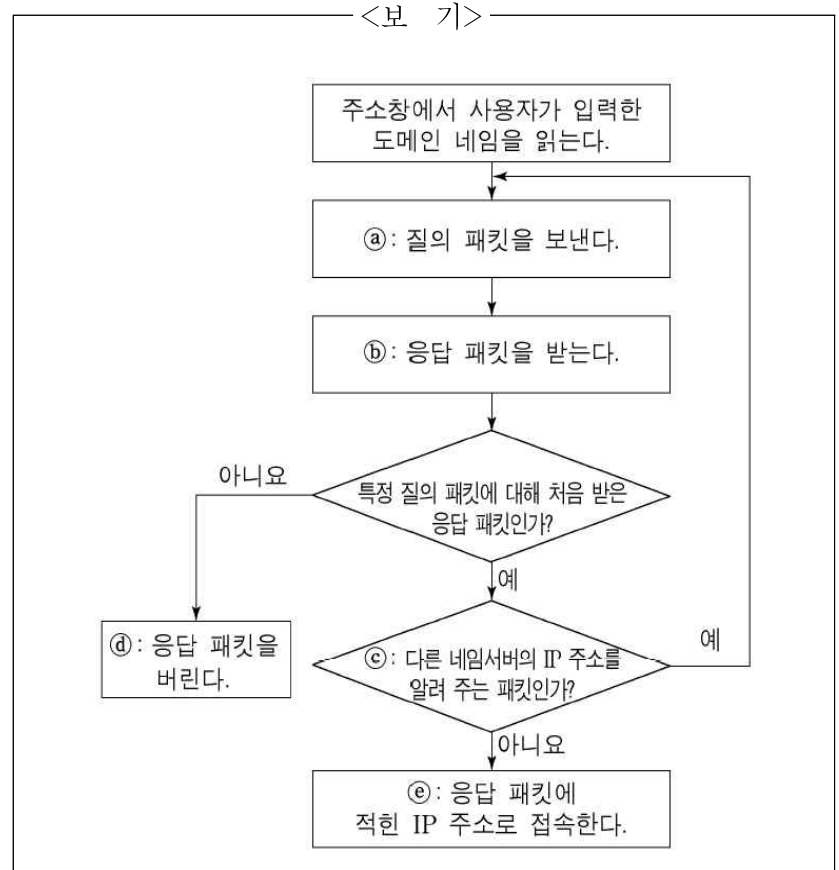 <보 기>
주소창에서 사용자가 입력한
도메인 네임을 읽는다.
ⓐ: 질의 패킷을 보낸다.
ⓑ: 응답 패킷을 받는다.
아니요
특정 질의 패킷에 대해 처음 받은
응답 패킷인가?
예
ⓓ: 응답 패킷을
버린다.
ⓒ: 다른 네임서버의 IP 주소를
알려 주는 패킷인가?
예
아니요
ⓔ: 응답 패킷에
적힌 IP 주소로 접속한다.